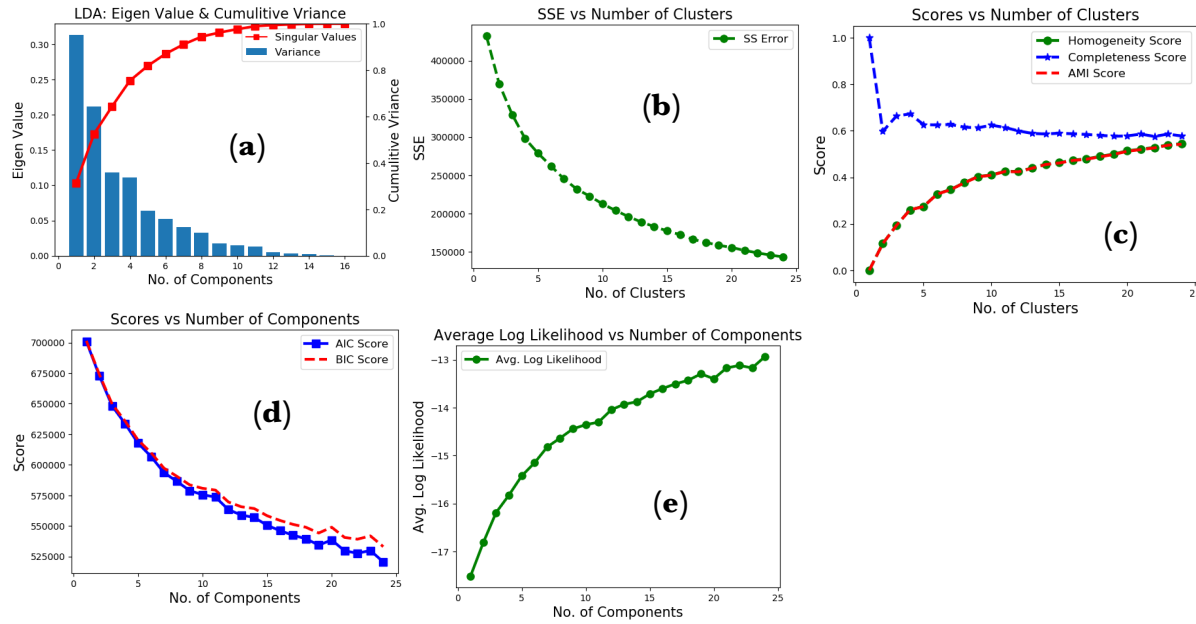 LDA: Eigen Value & Cumulitive Vriance
Singular Values
Variance
0.30
0.25
0.20
0.15
0.10
0.05
0.00
Eigen Value
1.0
0.8
0.6
0.4
0.2
0.0
Cumulitive Vriance
(a)
0 2 4 6 8 10 12 14 16
No. of Components
SSE vs Number of Clusters
SS Error
400000
350000
300000
250000
200000
150000
SSE
(b)
0 5 10 15 20 25
No. of Clusters
Scores vs Number of Clusters
Homogeneity Score
Completeness Score
AMI Score
1.0
0.8
0.6
0.4
0.2
0.0
Score
(c)
0 5 10 15 20 25
No. of Clusters
Scores vs Number of Components
AIC Score
BIC Score
700000
675000
650000
625000
600000
575000
550000
525000
Score
(d)
0 5 10 15 20 25
No. of Components
Average Log Likelihood vs Number of Components
Avg. Log Likelihood
−13
−14
−15
−16
−17
Avg. Log Likelihood
(e)
0 5 10 15 20 25
No. of Clusters